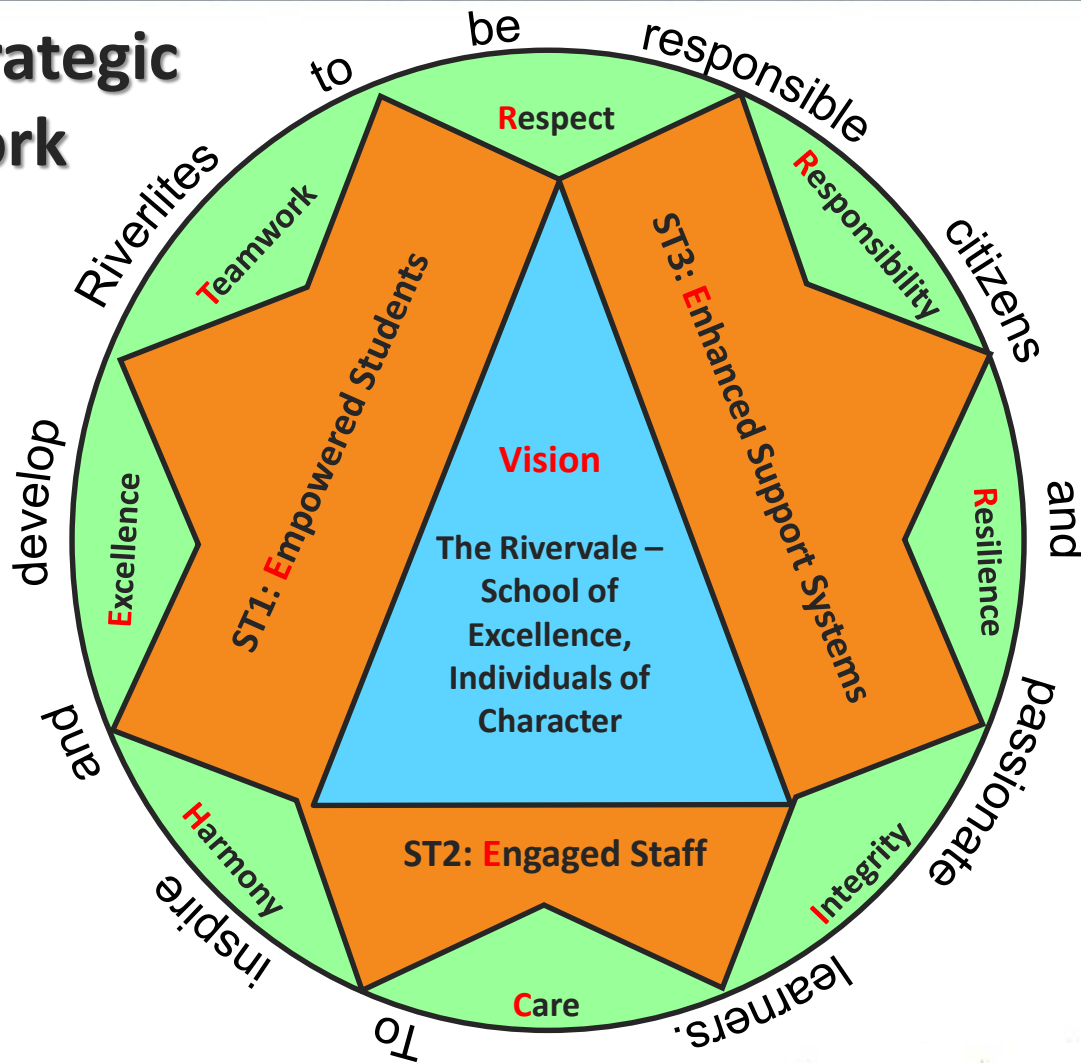 rategic
ork
To inspire and develop Riverlites to be responsible citizens and passionate learners.
Respect
Responsibility
Resilience
Integrity
Care
Harmony
Excellence
Teamwork
ST1: Empowered Students
ST3: Enhanced Support Systems
Vision
The Rivervale –
School of
Excellence,
Individuals of
Character
ST2: Engaged Staff